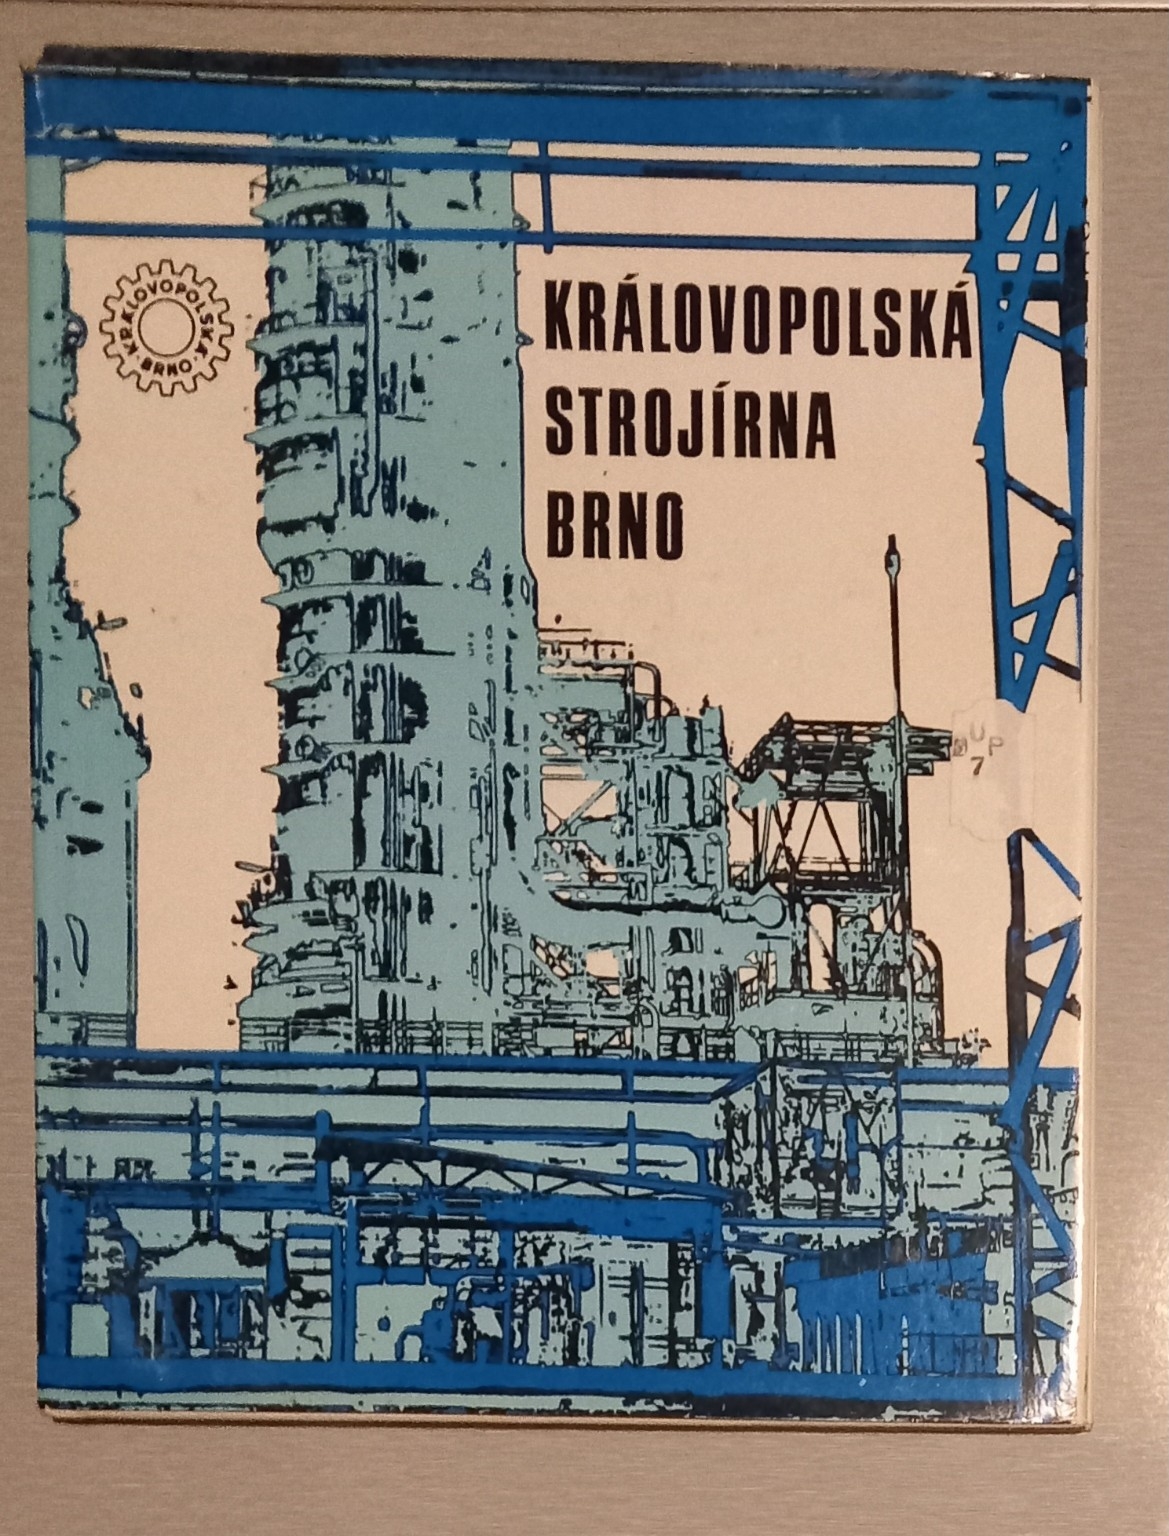 KRÁLOVOPOLSKÁ
STROJÍRNA
BRNO
KRÁLOVOPOLSKÁ · BRNO ·
UP
7